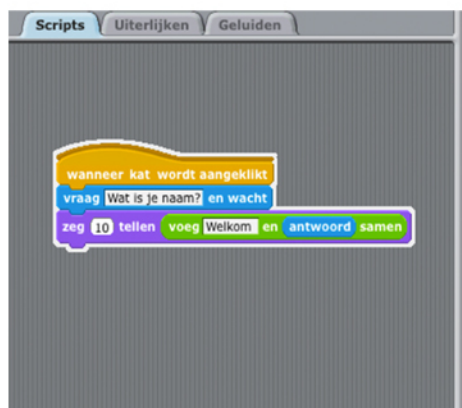 Scripts Uiterlijken Geluiden
wanneer kat wordt aangeklikt
vraag Wat is je naam? en wacht
zeg 10 tellen voeg Welkom en antwoord samen